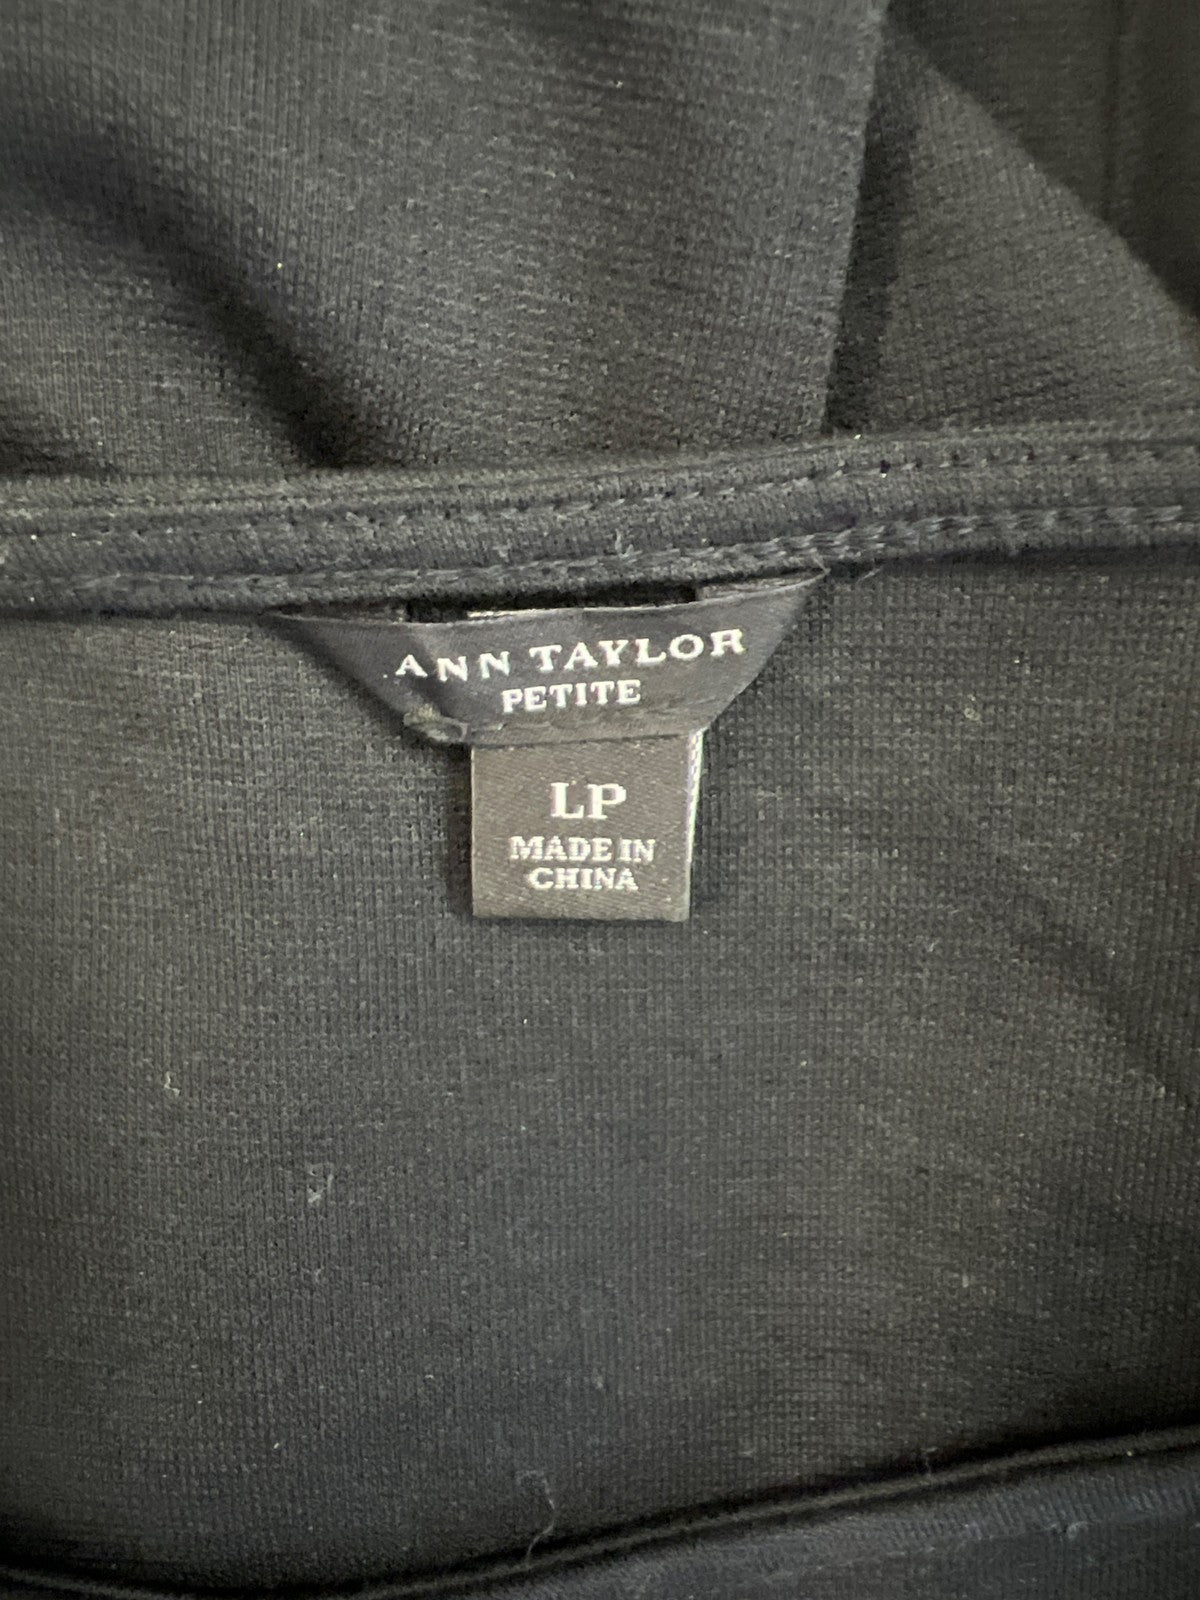 ANN TAYLOR
PETITE
LP
MADE IN
CHINA